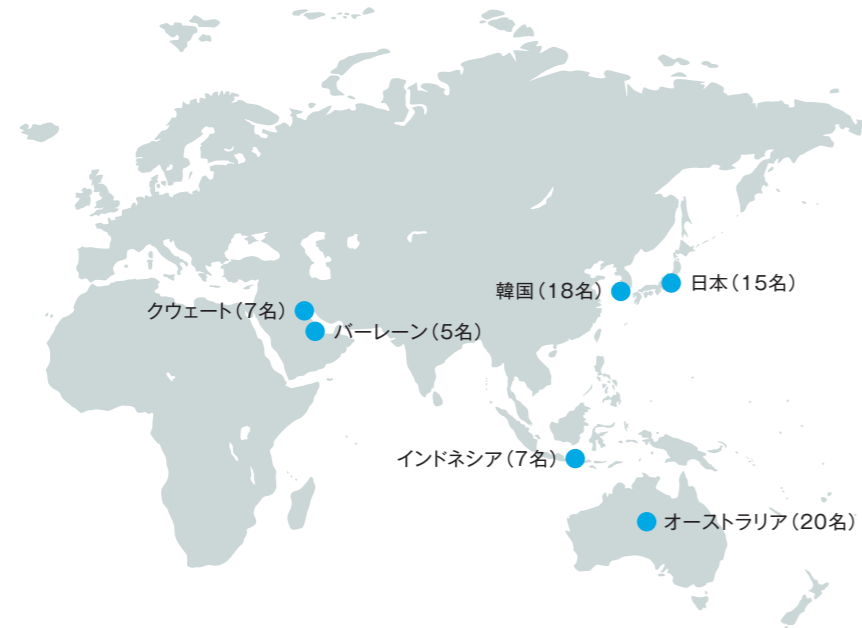 韓国（18名）
日本（15名）
クウェート（7名）
バーレーン（5名）
インドネシア（7名）
オーストラリア（20名）